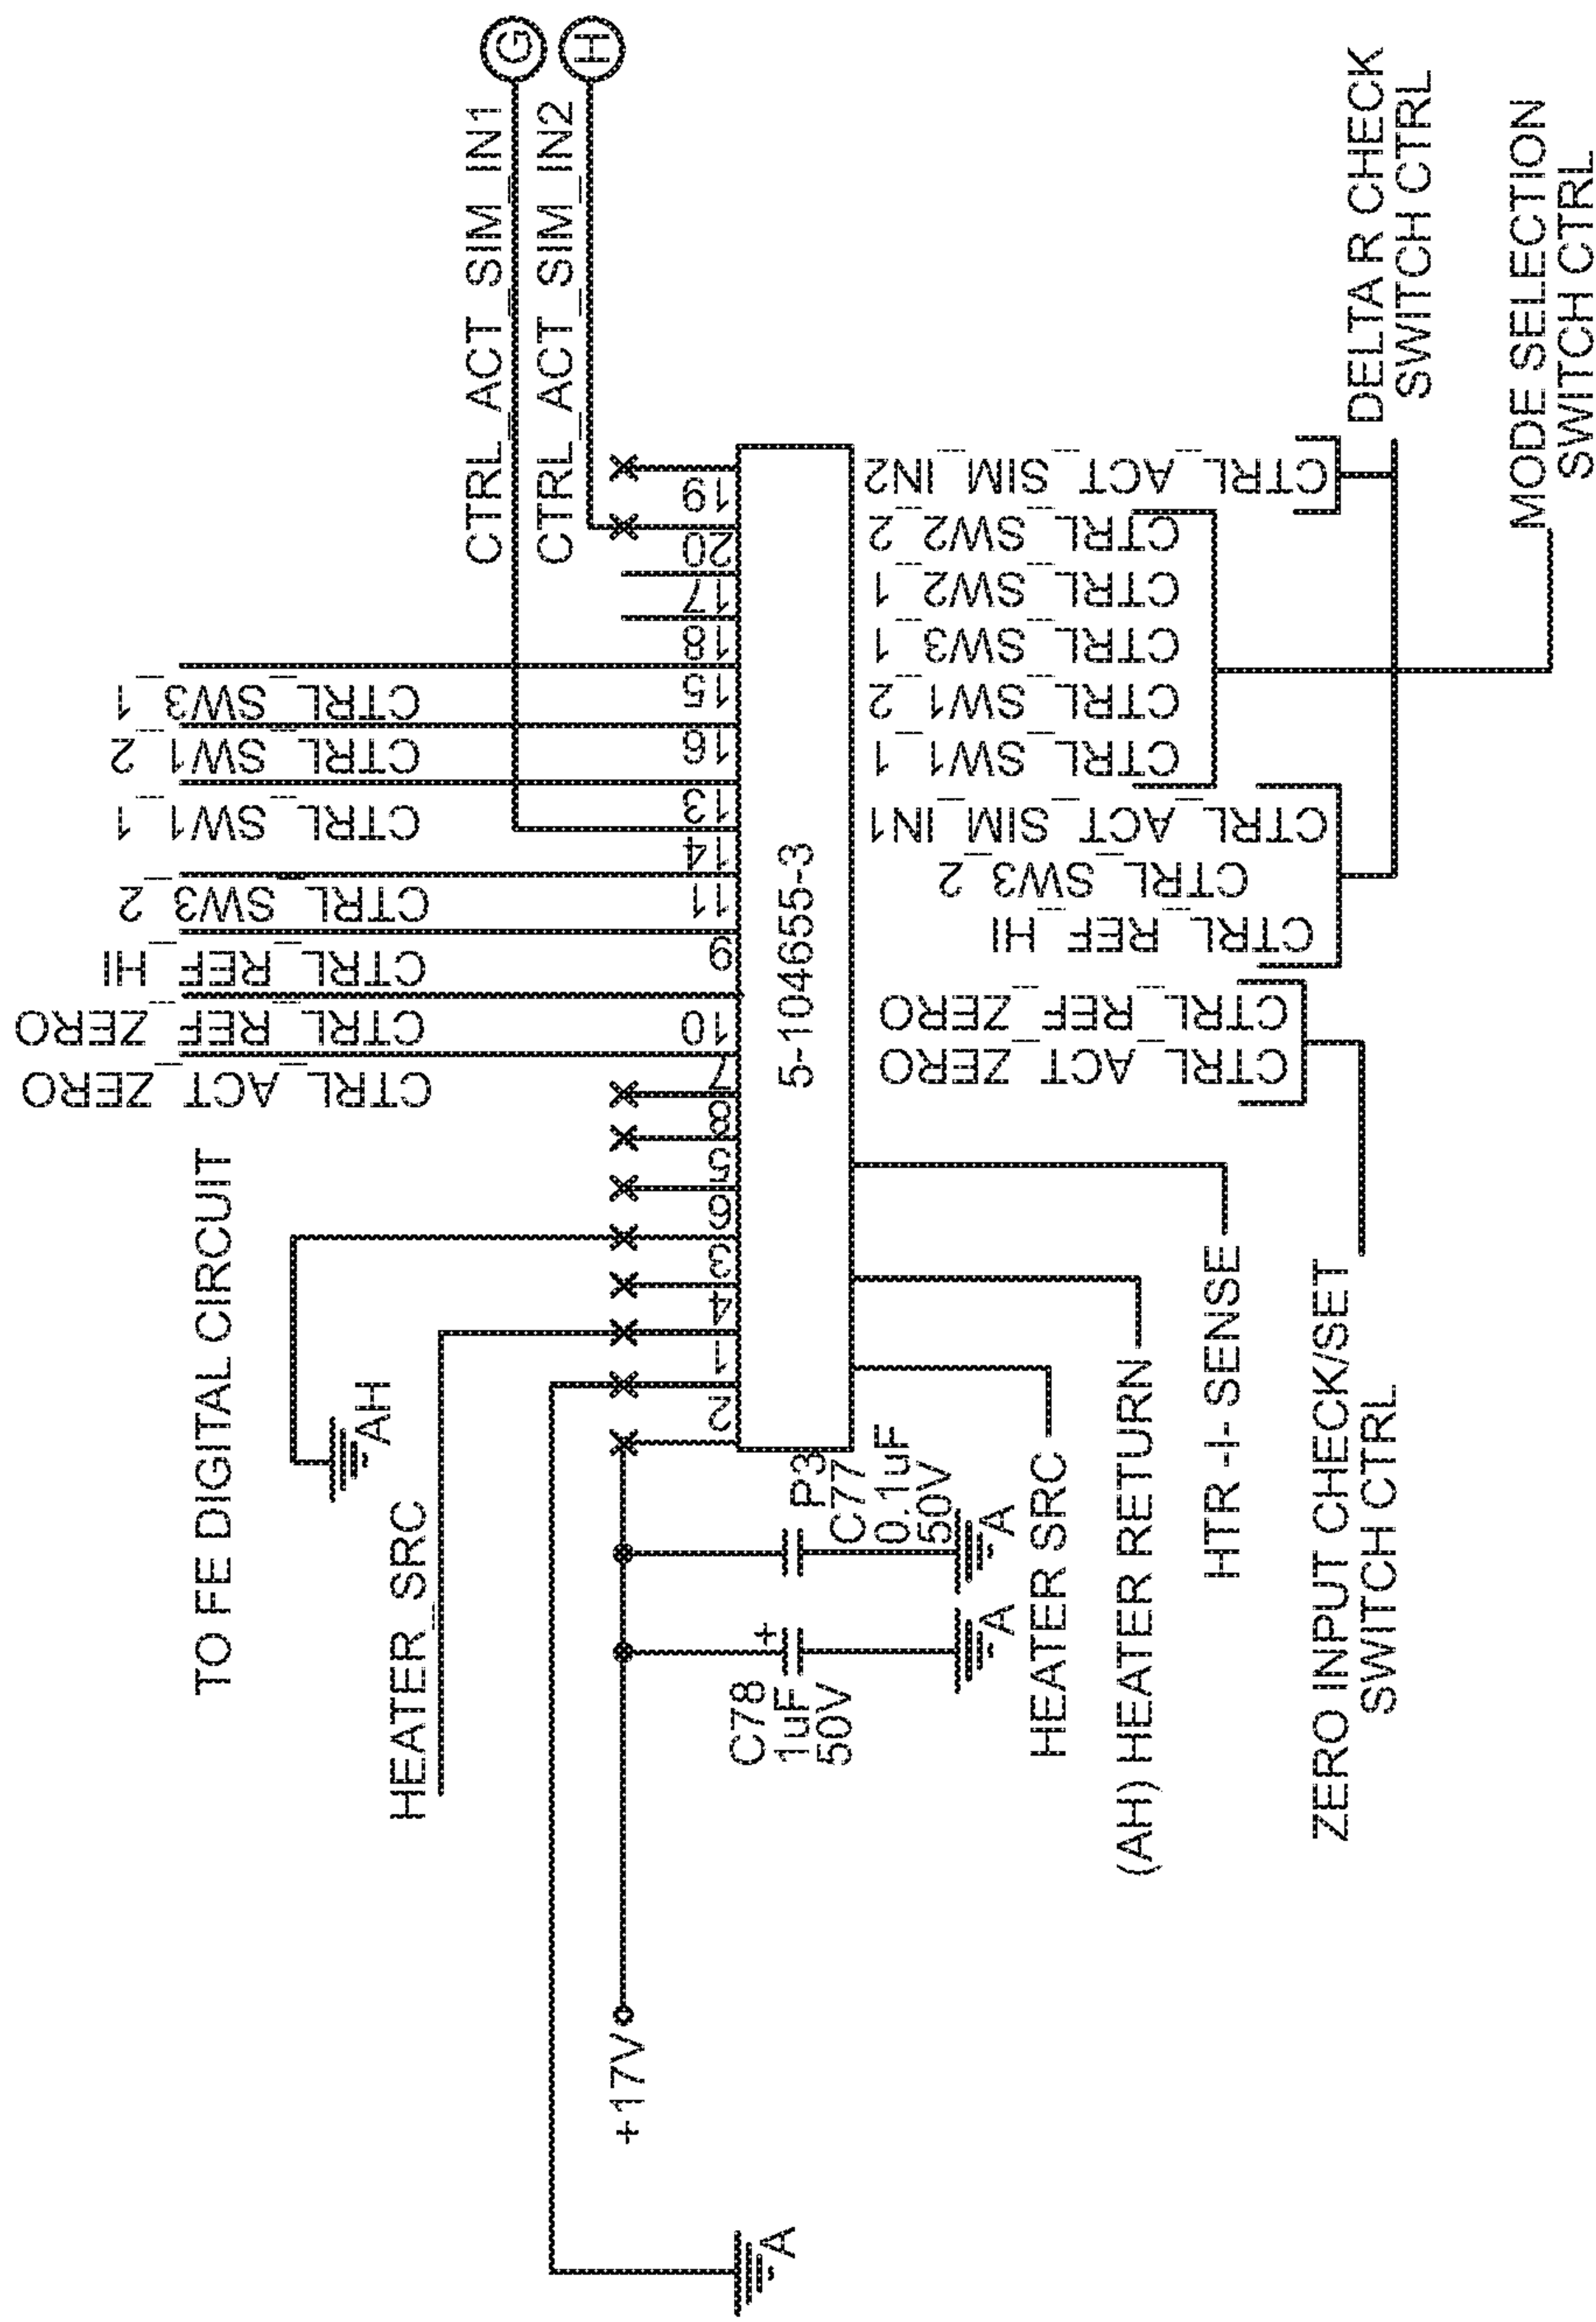 G
H
CTRL_ACT_SIM_IN1
CTRL_ACT_SIM_IN2
CTRL_SW3_1
CTRL_SW1_2
CTRL_SW1_1
CTRL_SW3_2
CTRL_REF_HI
CTRL_REF_ZERO
CTRL_ACT_ZERO
TO FE DIGITAL CIRCUIT
AH
HEATER_SRC
+17V
A
19
20
17
18
15
16
13
14
11
9
10
7
8
5
6
3
4
1
2
5-104655-3
P3
C77
0.1uF
50V
A
C78
1uF
50V
+
A
CTRL_ACT_SIM_IN2
CTRL_SW2_2
CTRL_SW2_1
CTRL_SW3_1
CTRL_SW1_2
CTRL_SW1_1
CTRL_ACT_SIM_IN1
CTRL_SW3_2
CTRL_REF_HI
CTRL_REF_ZERO
CTRL_ACT_ZERO
DELTA R CHECK
SWITCH CTRL
MODE SELECTION
SWITCH CTRL
HEATER SRC
(AH) HEATER RETURN
HTR -I- SENSE
ZERO INPUT CHECK/SET
SWITCH CTRL